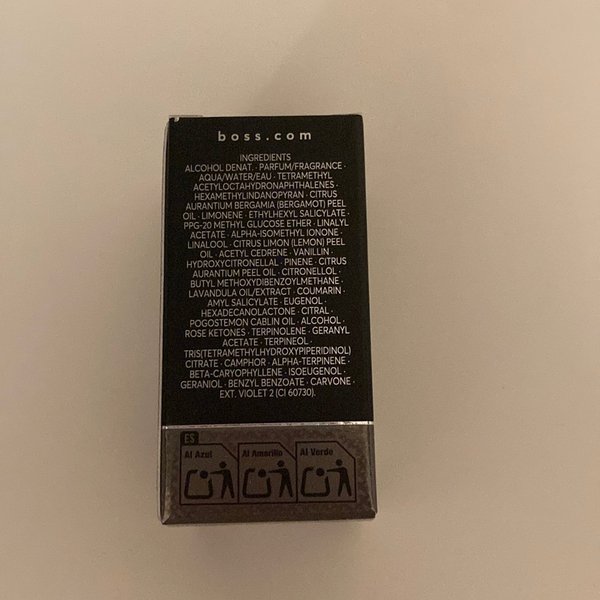 boss.com
INGREDIENTS
ALCOHOL DENAT. · PARFUM/FRAGRANCE ·
AQUA/WATER/EAU · TETRAMETHYL
ACETYLOCTAHYDRONAPHTHALENES ·
HEXAMETHYLINDANOPYRAN · CITRUS
AURANTIUM BERGAMIA (BERGAMOT) PEEL
OIL · LIMONENE · ETHYLHEXYL SALICYLATE ·
PPG-20 METHYL GLUCOSE ETHER · LINALYL
ACETATE · ALPHA-ISOMETHYL IONONE ·
LINALOOL · CITRUS LIMON (LEMON) PEEL
OIL · ACETYL CEDRENE · VANILLIN ·
HYDROXYCITRONELLAL · PINENE · CITRUS
AURANTIUM PEEL OIL · CITRONELLOL ·
BUTYL METHOXYDIBENZOYLMETHANE ·
LAVANDULA OIL/EXTRACT · COUMARIN ·
AMYL SALICYLATE · EUGENOL ·
HEXADECANOLACTONE · CITRAL ·
POGOSTEMON CABLIN OIL · ALCOHOL ·
ROSE KETONES · TERPINOLENE · GERANYL
ACETATE · TERPINEOL ·
TRIS(TETRAMETHYLHYDROXYPIPERIDINOL)
CITRATE · CAMPHOR · ALPHA-TERPINENE ·
BETA-CARYOPHYLLENE · ISOEUGENOL ·
GERANIOL · BENZYL BENZOATE · CARVONE ·
EXT. VIOLET 2 (CI 60730).
ES
Al Azul Al Amarillo Al Verde